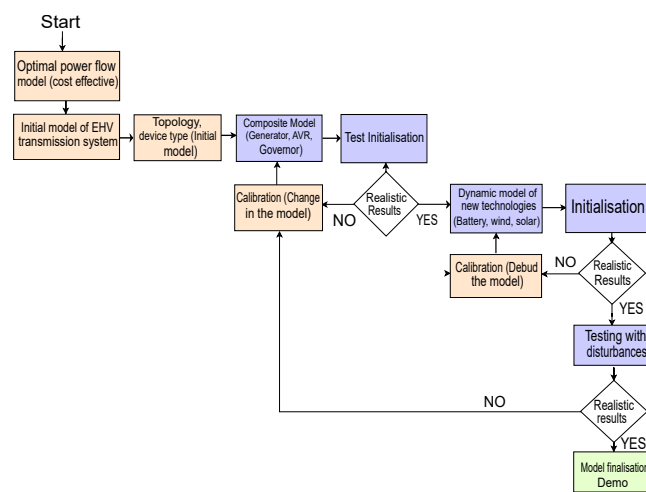 Start
Optimal power flow
model (cost effective)
Initial model of EHV
transmission system
Topology,
device type (Initial
model)
Composite Model
(Generator, AVR,
Governor)
Test Initialisation
Calibration (Change
in the model)
NO
Realistic
Results
YES
Dynamic model of
new technologies
(Battery, wind, solar)
Initialisation
Calibration (Debud
the model)
NO
Realistic
Results
YES
Testing with
disturbances
NO
Realistic
results
YES
Model finalisation
Demo